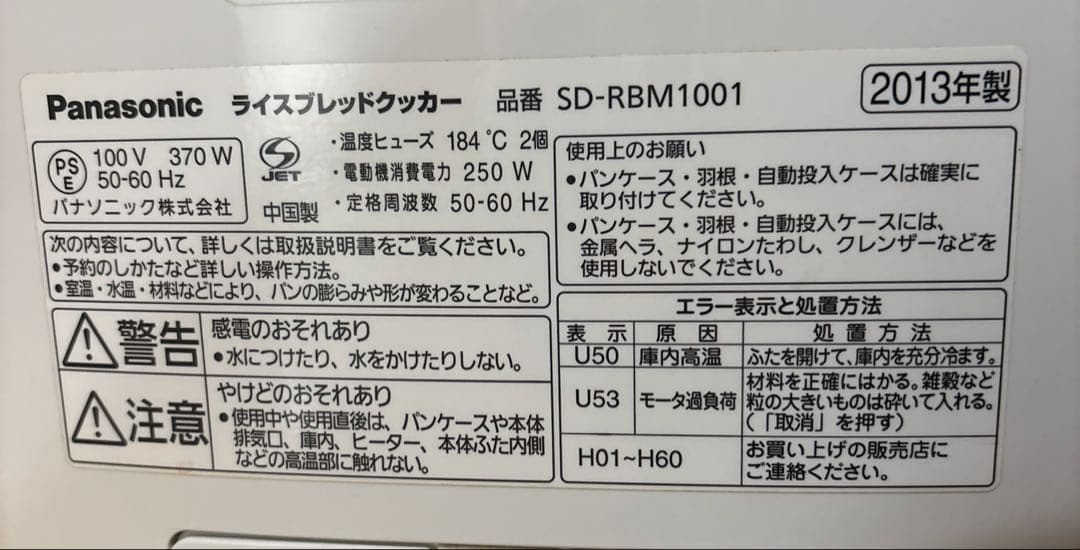 Panasonic ライスブレッドクッカー 品番 SD-RBM1001 2013年製
PS
E
100V 370W
50-60 Hz
パナソニック株式会社
JET
中国製
・温度ヒューズ 184℃ 2個
・電動機消費電力 250 W
・定格周波数 50-60 Hz
次の内容について、詳しくは取扱説明書をご覧ください。
●予約のしかたなど詳しい操作方法。
●室温・水温・材料などにより、パンの膨らみや形が変わることなど。
警告
感電のおそれあり
●水につけたり、水をかけたりしない。
注意
やけどのおそれあり
●使用中や使用直後は、パンケースや本体
排気口、庫内、ヒーター、本体ふた内側
などの高温部に触れない。
使用上のお願い
●パンケース・羽根・自動投入ケースは確実に
取り付けてください。
●パンケース・羽根・自動投入ケースには、
金属ヘラ、ナイロンたわし、クレンザーなどを
使用しないでください。
エラー表示と処置方法
表示 原因 処置方法
U50 庫内高温 ふたを開けて、庫内を充分冷ます。
U53 モータ過負荷 材料を正確にはかる。雑穀など
粒の大きいものは砕いて入れる。
(「取消」を押す)
H01~H60 お買い上げの販売店に
ご連絡ください。